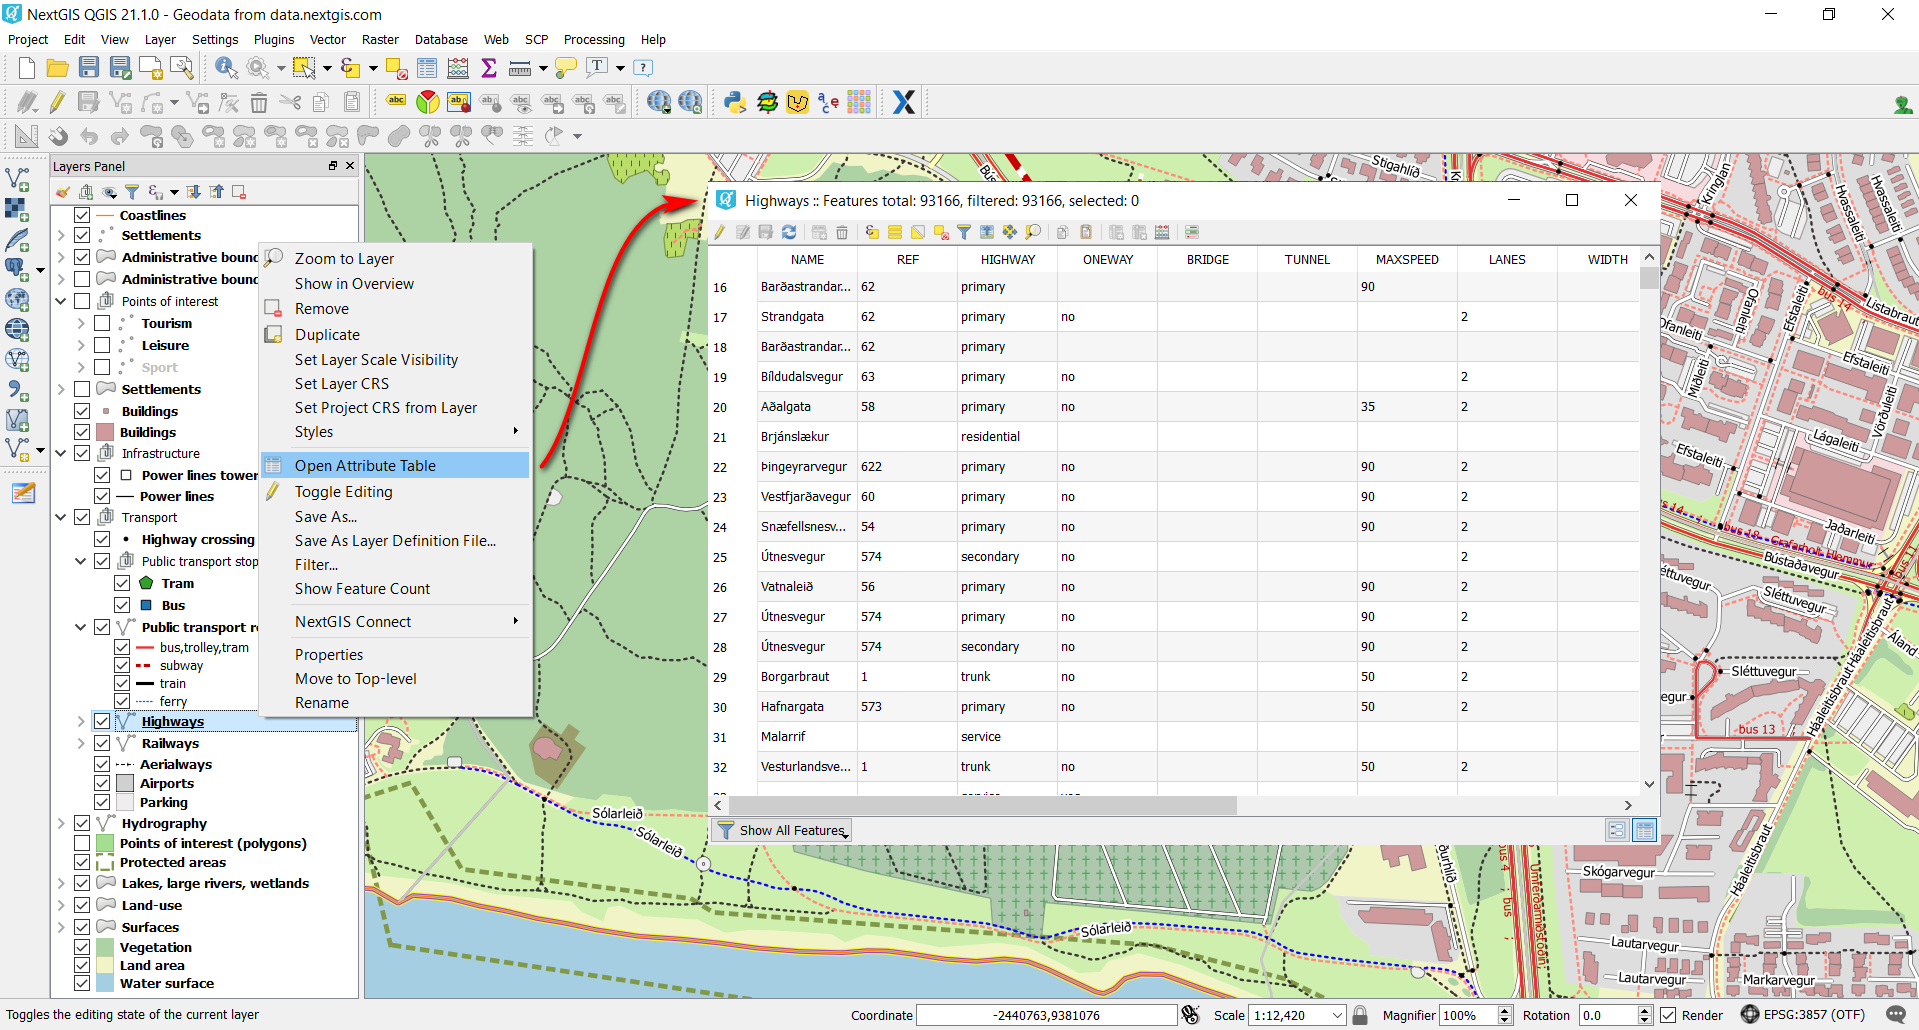 NextGIS QGIS 21.1.0 - Geodata from data.nextgis.com
Project Edit View Layer Settings Plugins Vector Raster Database Web SCP Processing Help
Layers Panel
Coastlines
Settlements
Administrative bound
Administrative bound
Points of interest
Tourism
Leisure
Sport
Settlements
Buildings
Buildings
Infrastructure
Power lines tower
Power lines
Transport
Highway crossing
Public transport stop
Tram
Bus
Public transport r
bus,trolley,tram
subway
train
ferry
Highways
Railways
Aerialways
Airports
Parking
Hydrography
Points of interest (polygons)
Protected areas
Lakes, large rivers, wetlands
Land-use
Surfaces
Vegetation
Land area
Water surface
Zoom to Layer
Show in Overview
Remove
Duplicate
Set Layer Scale Visibility
Set Layer CRS
Set Project CRS from Layer
Styles
Open Attribute Table
Toggle Editing
Save As...
Save As Layer Definition File...
Filter...
Show Feature Count
NextGIS Connect
Properties
Move to Top-level
Rename
Highways :: Features total: 93166, filtered: 93166, selected: 0
NAME REF HIGHWAY ONEWAY BRIDGE TUNNEL MAXSPEED LANES WIDTH
16 Barðastrandar... 62 primary 90
17 Strandgata 62 primary no 2
18 Barðastrandar... 62 primary
19 Bíldudalsvegur 63 primary no 2
20 Aðalgata 58 primary no 35 2
21 Brjánslækur residential
22 Þingeyrarvegur 622 primary no 90 2
23 Vestfjarðavegur 60 primary no 90 2
24 Snæfellsnesv... 54 primary no 90 2
25 Útnesvegur 574 secondary no 2
26 Vatnaleið 56 primary no 90 2
27 Útnesvegur 574 primary no 90 2
28 Útnesvegur 574 secondary no 90 2
29 Borgarbraut 1 trunk no 50 2
30 Hafnargata 573 primary no 50 2
31 Malarrif service
32 Vesturlandsve... 1 trunk no 50 2
Show All Features
Stigahlíð
Kringlan
Hvassaleiti
Hvassaleiti
Listabraut
bus 14
Ofanleiti
Ofanleiti
Efstaleiti
Efstaleiti
Miðleiti
Vörðuleiti
Lágaleiti
Efstaleiti
Jaðarleiti
Bústaðavegur
Sléttuvegur
Sléttuvegur
Háaleitisbraut
Háaleitisbraut
bus 13
Skógarvegur
Háaleitisbraut
Lautarvegur
Lautarvegur
Markarvegur
Sólarleið
Sólarleið
Sólarleið
Toggles the editing state of the current layer
Coordinate -2440763,9381076 Scale 1:12,420 Magnifier 100% Rotation 0.0 Render EPSG:3857 (OTF)